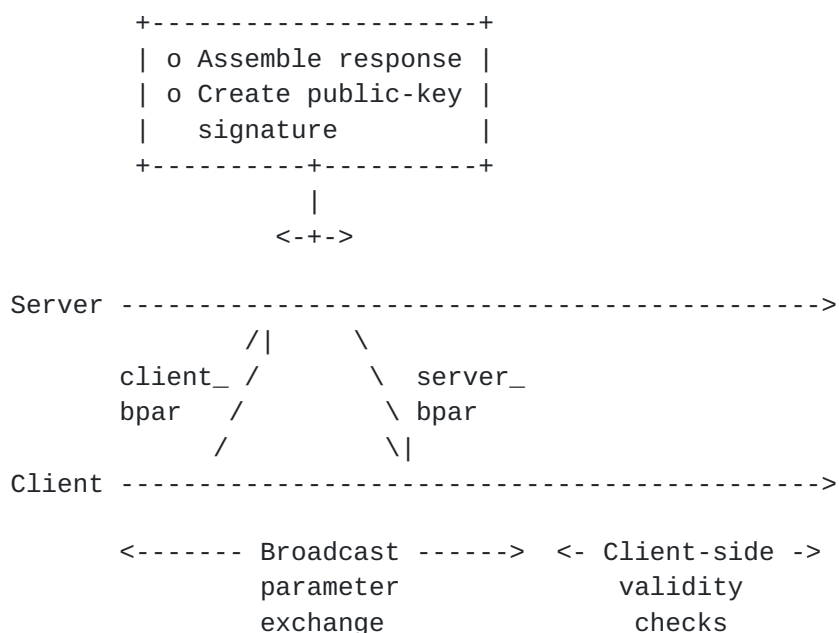 +---------------------+
| o Assemble response |
| o Create public-key |
|   signature         |
+----------+----------+
|
<-+->
Server --------------------------------------------->
/|     \
client_ /       \  server_
bpar   /         \ bpar
/          \|
Client --------------------------------------------->
<------- Broadcast ------>  <- Client-side ->
parameter              validity
exchange                checks